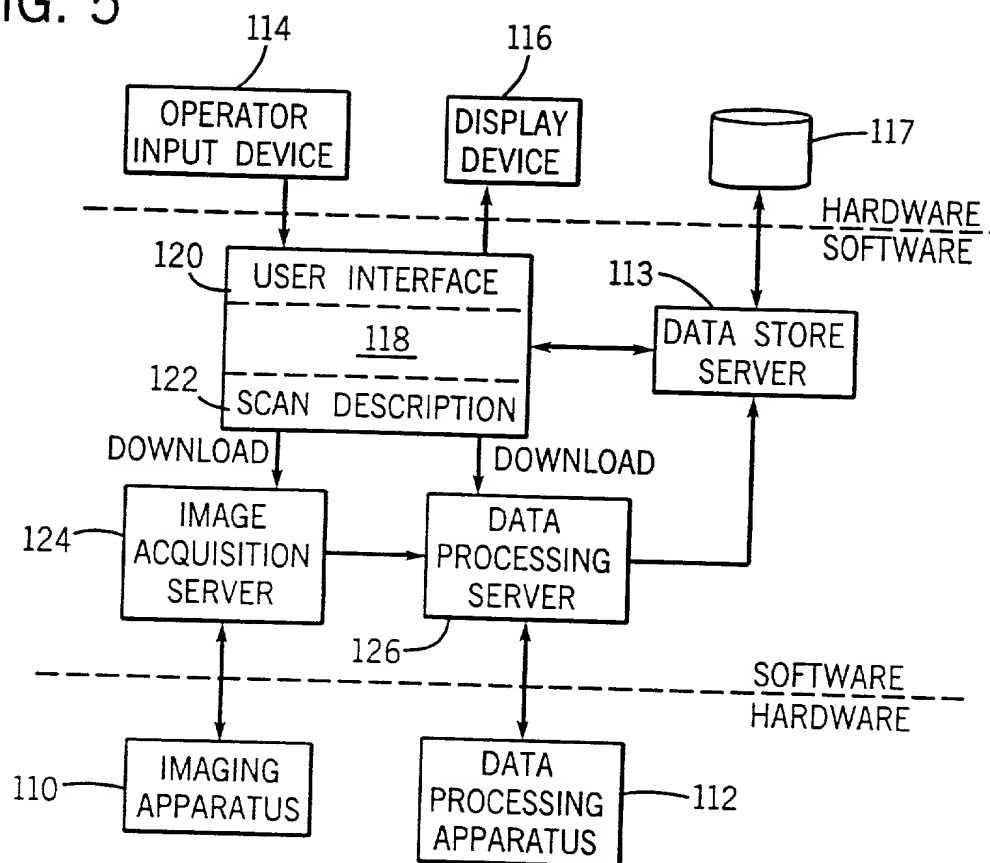 FIG. 5
114
116
117
OPERATOR
INPUT DEVICE
DISPLAY
DEVICE
HARDWARE
SOFTWARE
120
USER INTERFACE
118
122
SCAN DESCRIPTION
113
DATA STORE
SERVER
DOWNLOAD
DOWNLOAD
124
IMAGE
ACQUISITION
SERVER
DATA
PROCESSING
SERVER
126
SOFTWARE
HARDWARE
110
IMAGING
APPARATUS
DATA
PROCESSING
APPARATUS
112